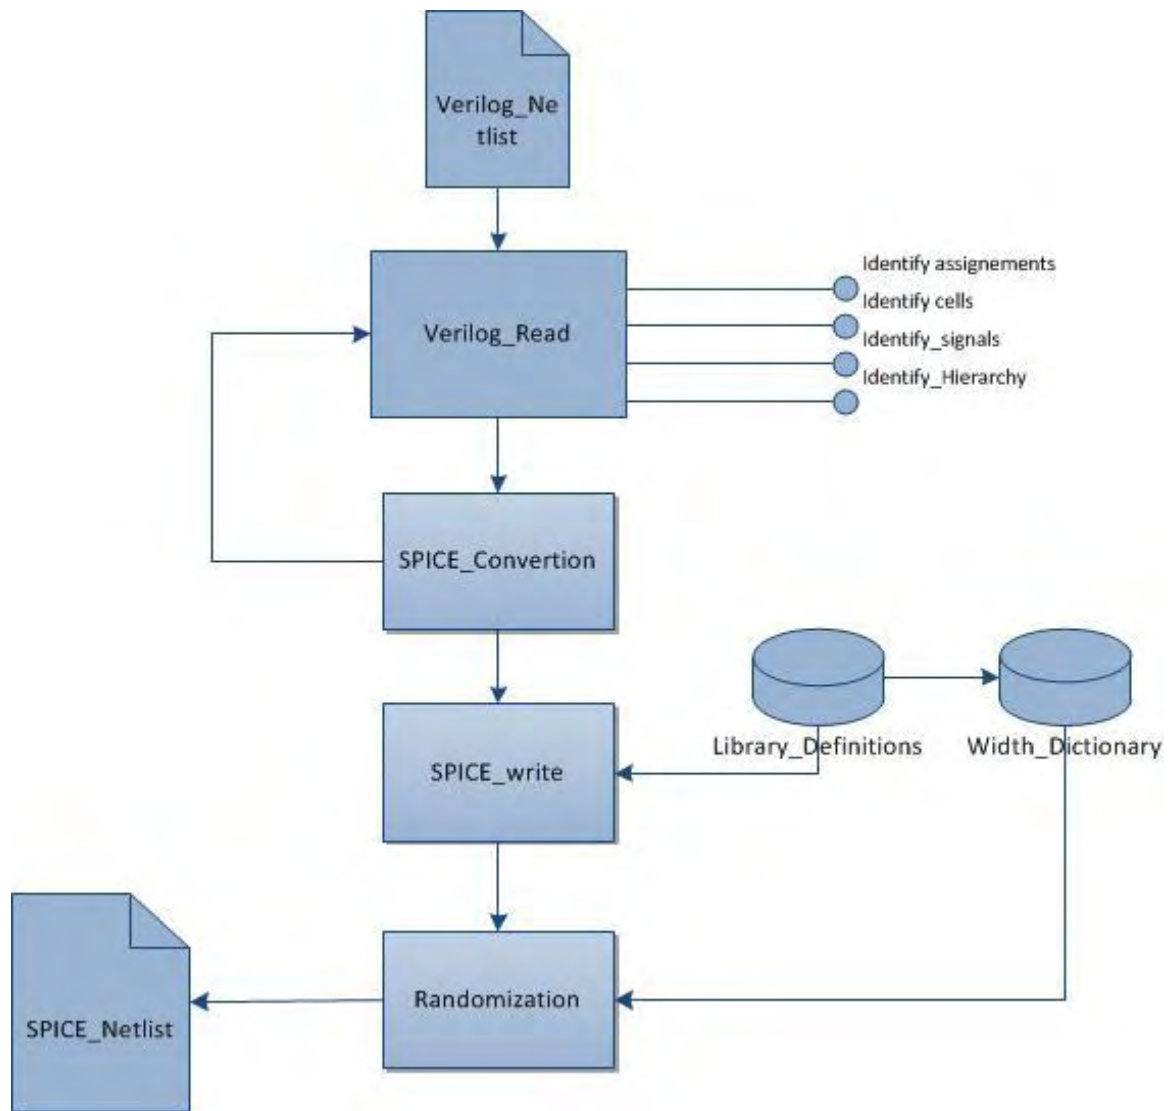 Verilog_Ne
tlist
Identify assignements
Identify cells
Verilog_Read
Identify_signals
Identify_Hierarchy
SPICE_Convertion
Library_Definitions
Width_Dictionary
SPICE_write
Randomization
SPICE_Netlist